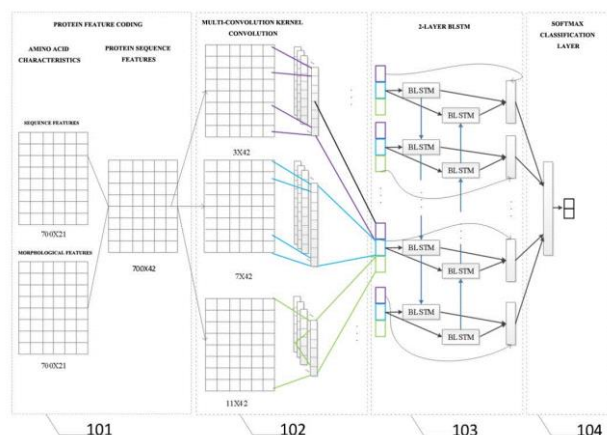 PROTEIN FEATURE CODING
AMINO ACID
CHARACTERISTICS
PROTEIN SEQUENCE
FEATURES
SEQUENCE FEATURES
700X21
MORPHOLOGICAL FEATURES
700X21
700X42
MULTI-CONVOLUTION KERNEL
CONVOLUTION
3X42
7X42
11X42
2-LAYER BLSTM
BLSTM
BLSTM
BLSTM
BLSTM
BLSTM
BLSTM
BLSTM
BLSTM
SOFTMAX
CLASSIFICATION
LAYER
101
102
103
104